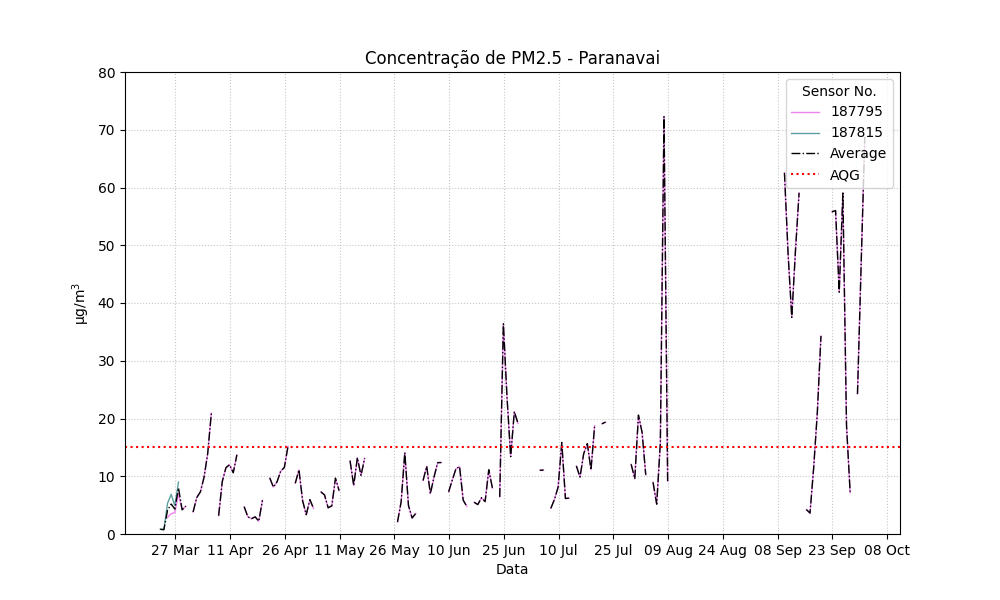 Concentração de PM2.5 - Paranavai
Sensor No.
187795
187815
Average
AQG
80
70
60
50
40
30
20
10
0
µg/m³
27 Mar 11 Apr 26 Apr 11 May 26 May 10 Jun 25 Jun 10 Jul 25 Jul 09 Aug 24 Aug 08 Sep 23 Sep 08 Oct
Data